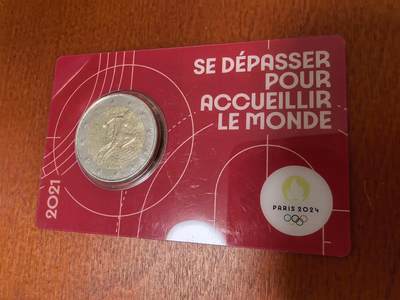 SE DÉPASSER
POUR
ACCUEILLIR
LE MONDE
2021
PARIS 2024